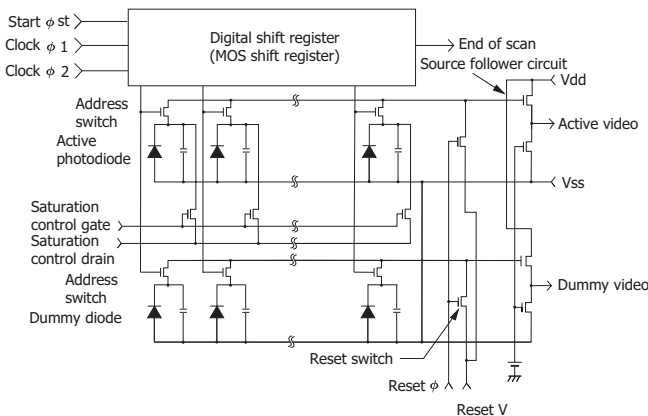 Start ϕ st
Clock ϕ 1
Clock ϕ 2
Digital shift register
(MOS shift register)
End of scan
Source follower circuit
Vdd
Address
switch
Active
photodiode
Active video
Vss
Saturation
control gate
Saturation
control drain
Address
switch
Dummy diode
Dummy video
Reset switch
Reset ϕ
Reset V